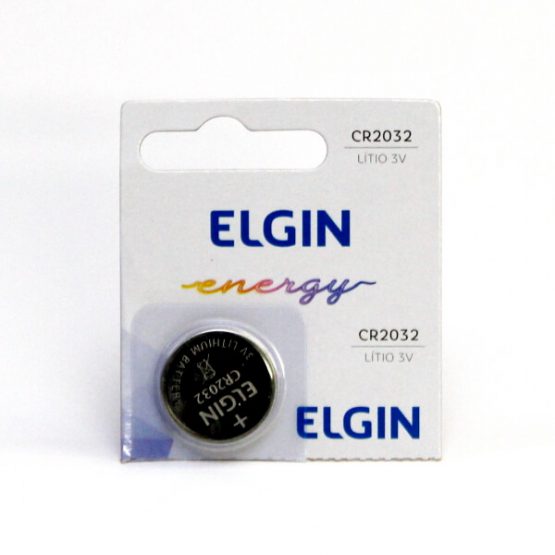 CR2032
LÍTIO 3V
ELGIN
energy
CR2032
LÍTIO 3V
ELGIN
3V LITHIUM BATTERY
CR2032
ELGIN
+